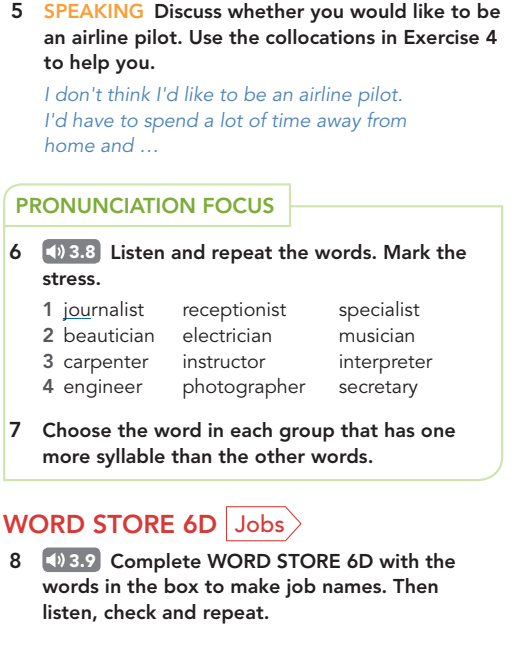 5 SPEAKING Discuss whether you would like to be
an airline pilot. Use the collocations in Exercise 4
to help you.
I don't think I'd like to be an airline pilot.
I'd have to spend a lot of time away from
home and …
PRONUNCIATION FOCUS
6 3.8 Listen and repeat the words. Mark the
stress.
1 journalist receptionist specialist
2 beautician electrician musician
3 carpenter instructor interpreter
4 engineer photographer secretary
7 Choose the word in each group that has one
more syllable than the other words.
WORD STORE 6D Jobs
8 3.9 Complete WORD STORE 6D with the
words in the box to make job names. Then
listen, check and repeat.